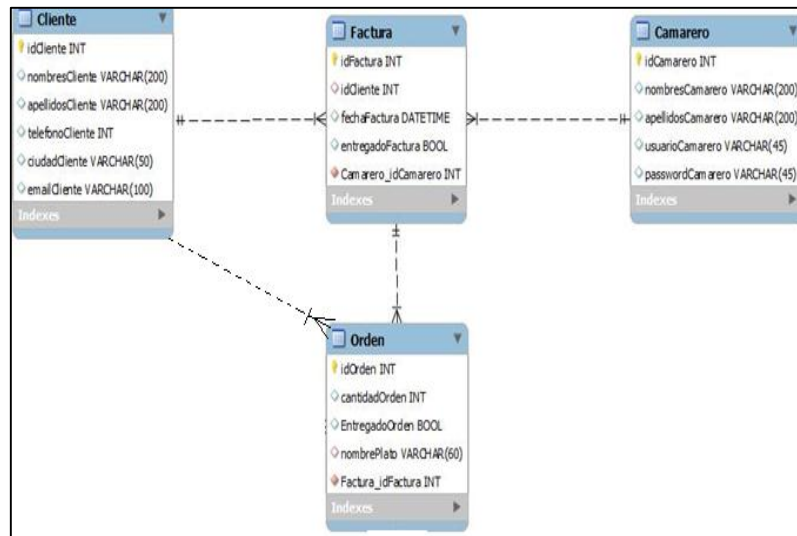 Cliente
idCliente INT
nombresCliente VARCHAR(200)
apellidosCliente VARCHAR(200)
telefonoCliente INT
ciudadCliente VARCHAR(50)
emailCliente VARCHAR(100)
Indexes
Factura
idFactura INT
idCliente INT
fechaFactura DATETIME
entregadoFactura BOOL
Camarero_idCamarero INT
Indexes
Camarero
idCamarero INT
nombresCamarero VARCHAR(200)
apellidosCamarero VARCHAR(200)
usuarioCamarero VARCHAR(45)
passwordCamarero VARCHAR(45)
Indexes
Orden
idOrden INT
cantidadOrden INT
EntregadoOrden BOOL
nombrePlato VARCHAR(60)
Factura_idFactura INT
Indexes